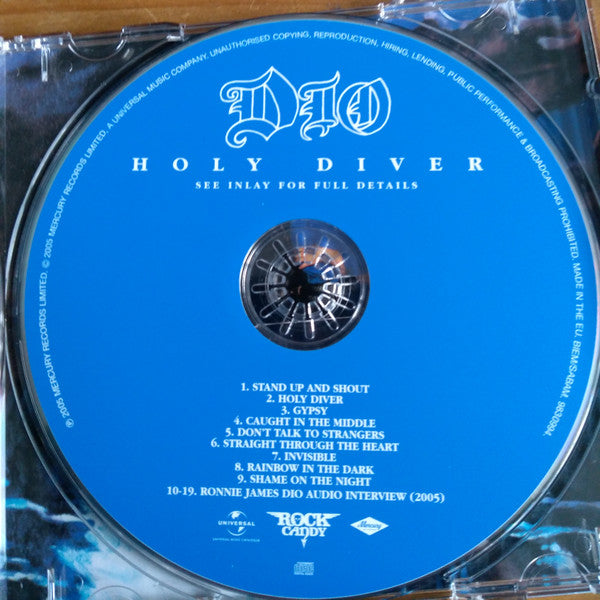 ℗ 2005 MERCURY RECORDS LIMITED. © 2005 MERCURY RECORDS LIMITED. A UNIVERSAL MUSIC COMPANY. UNAUTHORISED COPYING, REPRODUCTION, HIRING, LENDING, PUBLIC PERFORMANCE & BROADCASTING PROHIBITED. MADE IN THE EU. BIEM/SABAM. 9830994.
DIO
HOLY DIVER
SEE INLAY FOR FULL DETAILS
1. STAND UP AND SHOUT
2. HOLY DIVER
3. GYPSY
4. CAUGHT IN THE MIDDLE
5. DON'T TALK TO STRANGERS
6. STRAIGHT THROUGH THE HEART
7. INVISIBLE
8. RAINBOW IN THE DARK
9. SHAME ON THE NIGHT
10-19. RONNIE JAMES DIO AUDIO INTERVIEW (2005)
UNIVERSAL
ROCK CANDY
Mercury